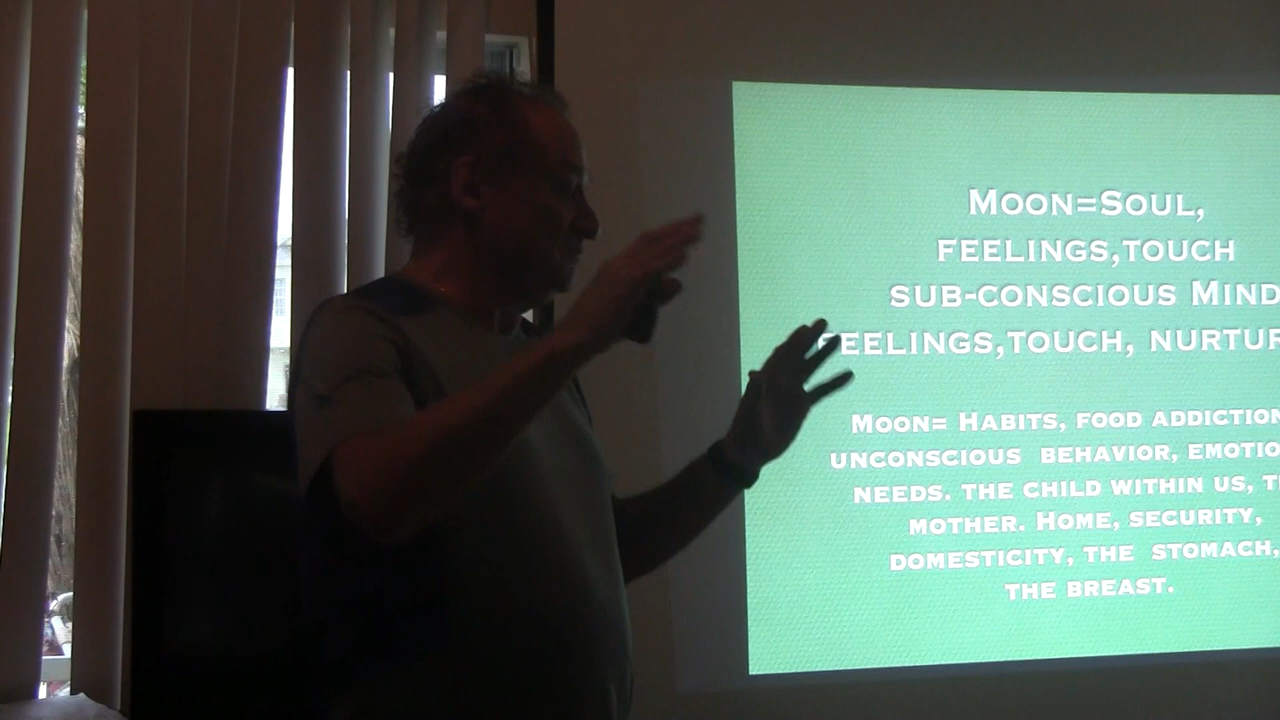 Moon=Soul,
FEELINGS,TOUCH
SUB-CONSCIOUS MIND
FEELINGS,TOUCH, NURTUR
Moon= Habits, FOOD ADDICTION
UNCONSCIOUS BEHAVIOR, EMOTIO
NEEDS. THE CHILD WITHIN US, T
MOTHER. HOME, SECURITY,
DOMESTICITY, THE STOMACH,
THE BREAST.